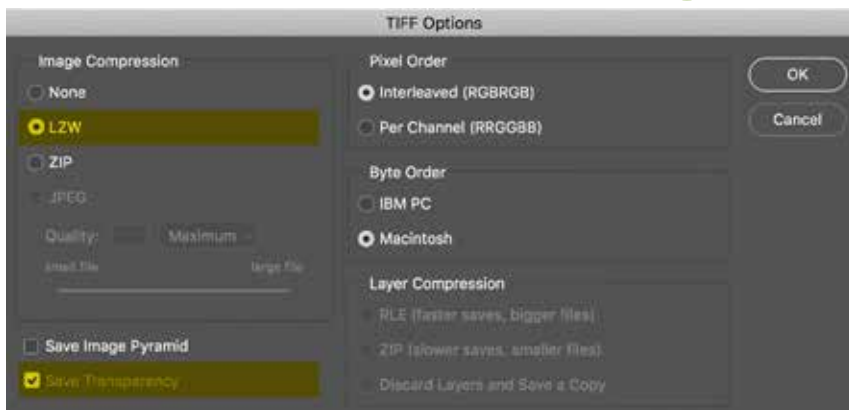 TIFF Options
Image Compression
None
LZW
ZIP
JPEG
Quality: Maximum
small file large file
Save Image Pyramid
Save Transparency
Pixel Order
Interleaved (RGBRGB)
Per Channel (RRGGBB)
Byte Order
IBM PC
Macintosh
Layer Compression
RLE (faster saves, bigger files)
ZIP (slower saves, smaller files)
Discard Layers and Save a Copy
OK
Cancel